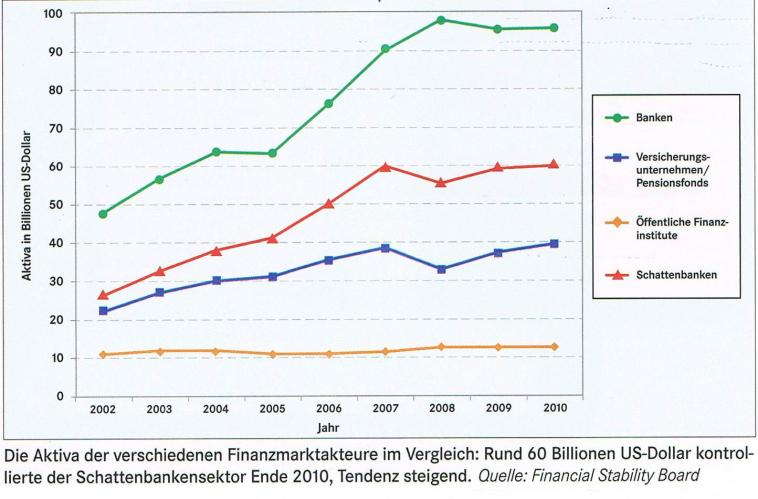 100
90
80
70
60
50
40
30
20
10
0
Aktiva in Billionen US-Dollar
2002 2003 2004 2005 2006 2007 2008 2009 2010
Jahr
Banken
Versicherungs-
unternehmen/
Pensionsfonds
Öffentliche Finanz-
institute
Schattenbanken
Die Aktiva der verschiedenen Finanzmarktakteure im Vergleich: Rund 60 Billionen US-Dollar kontrol-
lierte der Schattenbankensektor Ende 2010, Tendenz steigend. Quelle: Financial Stability Board